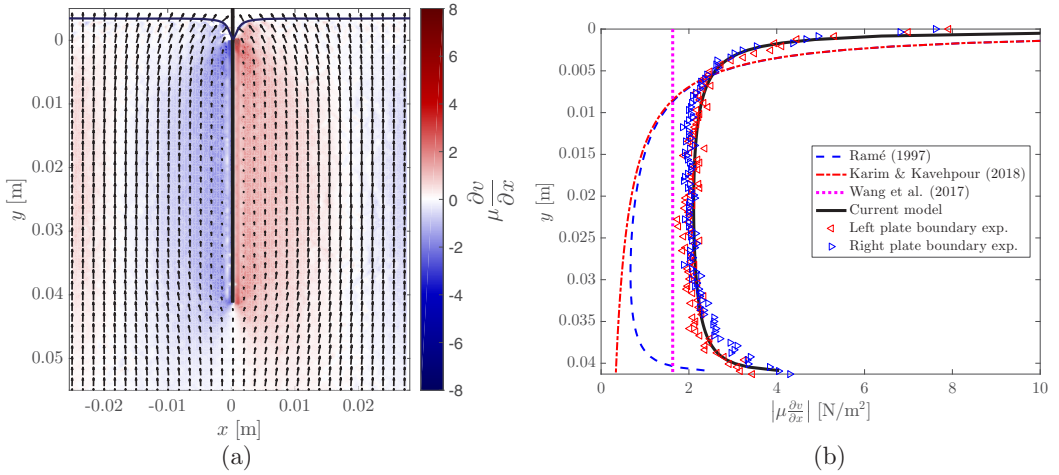 0
0.01
0.02
0.03
0.04
0.05
y [m]
-0.02
-0.01
0
0.01
0.02
x [m]
8
6
4
2
0
-2
-4
-6
-8
μ ∂v/∂x
(a)
0
0.005
0.01
0.015
0.02
0.025
0.03
0.035
0.04
y [m]
Ramé (1997)
Karim & Kavehpour (2018)
Wang et al. (2017)
Current model
Left plate boundary exp.
Right plate boundary exp.
0
2
4
6
8
10
|μ ∂v/∂x| [N/m²]
(b)